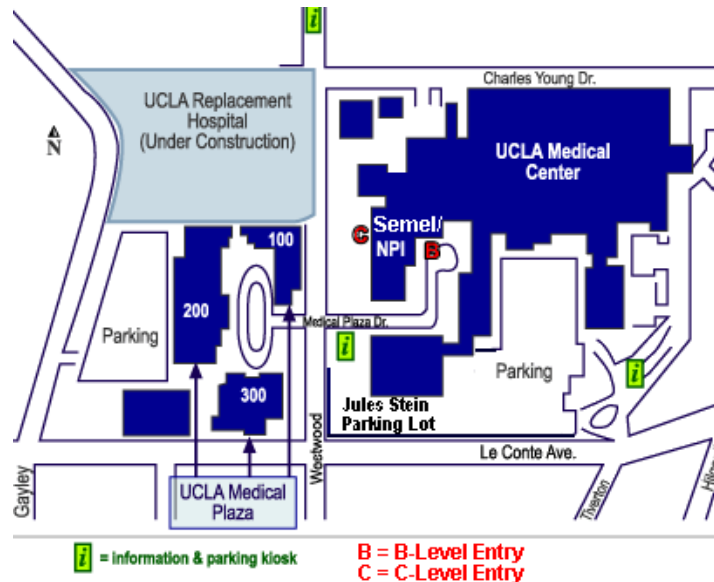 Charles Young Dr.
UCLA Replacement
Hospital
(Under Construction)
N
UCLA Medical
Center
C
Semel/
NPI
B
100
200
Medical Plaza Dr.
Parking
i
i
i
Parking
300
Jules Stein
Parking Lot
Westwood
Le Conte Ave.
Gayley
UCLA Medical
Plaza
Tiverton
Hilg
i = information & parking kiosk
B = B-Level Entry
C = C-Level Entry